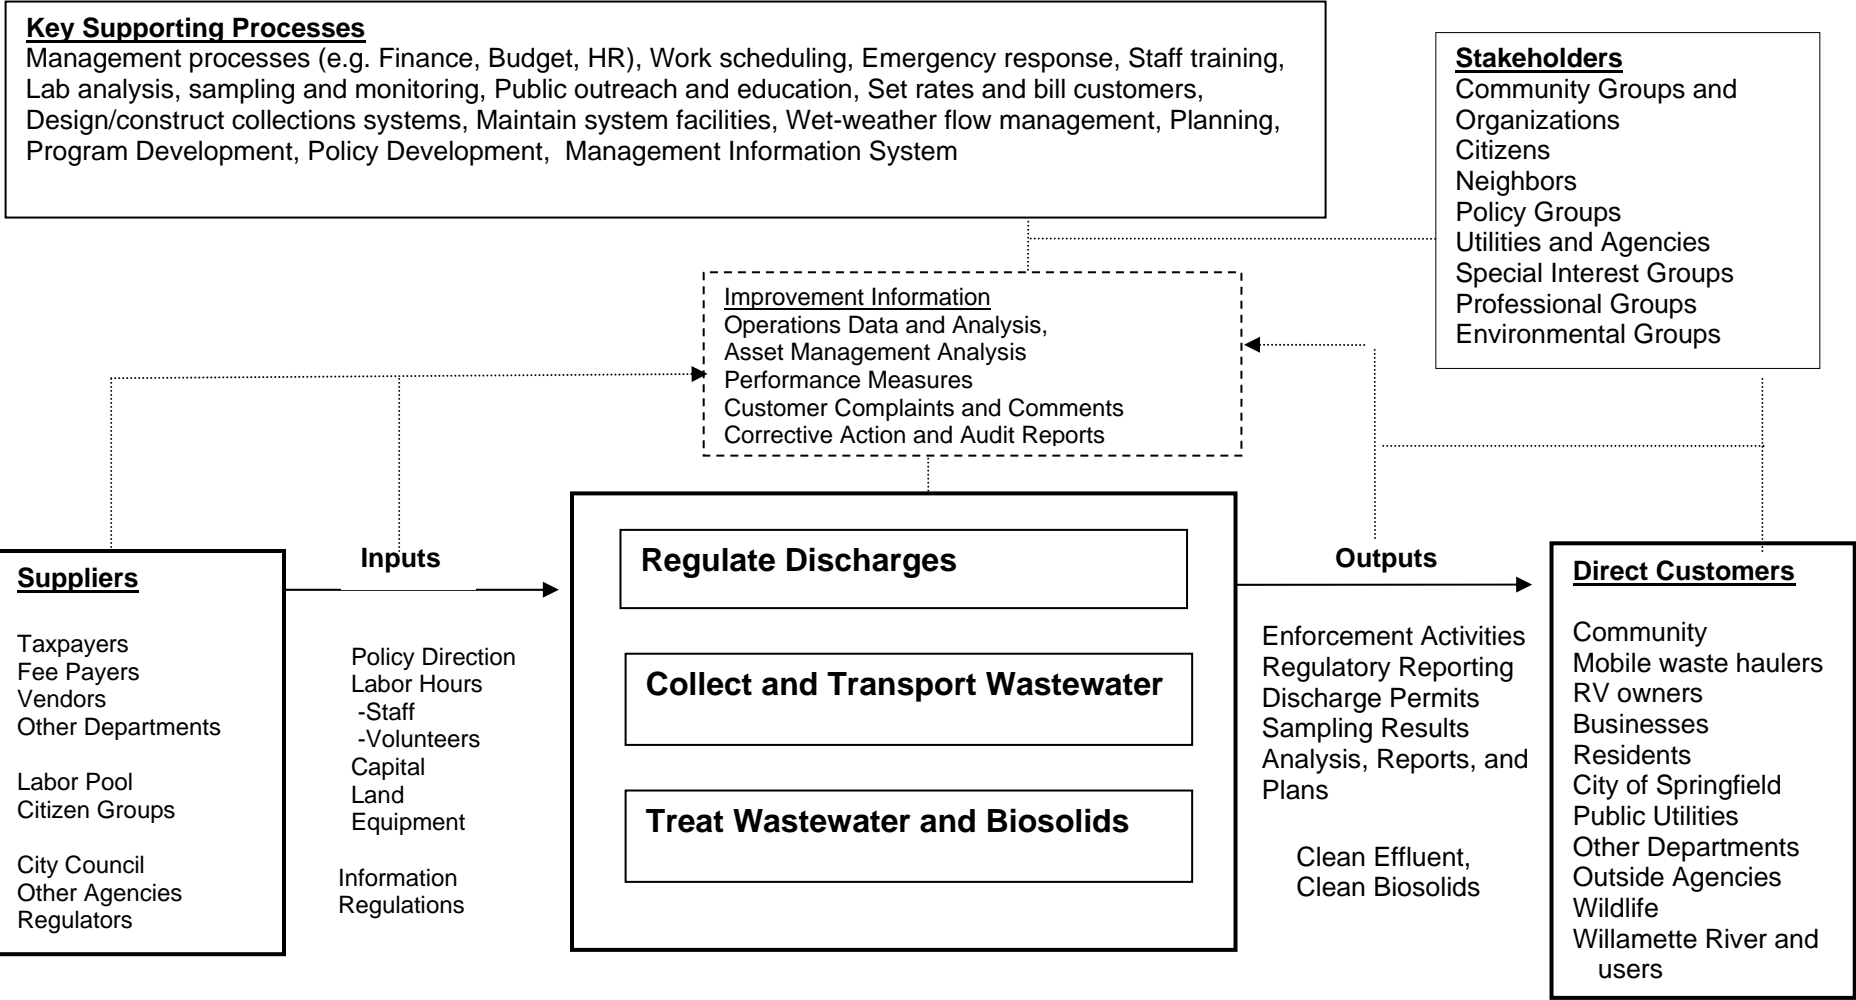 Key Supporting Processes
Management processes (e.g. Finance, Budget, HR), Work scheduling, Emergency response, Staff training,
Lab analysis, sampling and monitoring, Public outreach and education, Set rates and bill customers,
Design/construct collections systems, Maintain system facilities, Wet-weather flow management, Planning,
Program Development, Policy Development,  Management Information System
Stakeholders
Community Groups and
Organizations
Citizens
Neighbors
Policy Groups
Utilities and Agencies
Special Interest Groups
Professional Groups
Environmental Groups
Improvement Information
Operations Data and Analysis,
Asset Management Analysis
Performance Measures
Customer Complaints and Comments
Corrective Action and Audit Reports
Suppliers
Taxpayers
Fee Payers
Vendors
Other Departments
Labor Pool
Citizen Groups
City Council
Other Agencies
Regulators
Inputs
Policy Direction
Labor Hours
-Staff
-Volunteers
Capital
Land
Equipment
Information
Regulations
Regulate Discharges
Collect and Transport Wastewater
Treat Wastewater and Biosolids
Outputs
Enforcement Activities
Regulatory Reporting
Discharge Permits
Sampling Results
Analysis, Reports, and
Plans
Clean Effluent,
Clean Biosolids
Direct Customers
Community
Mobile waste haulers
RV owners
Businesses
Residents
City of Springfield
Public Utilities
Other Departments
Outside Agencies
Wildlife
Willamette River and
users